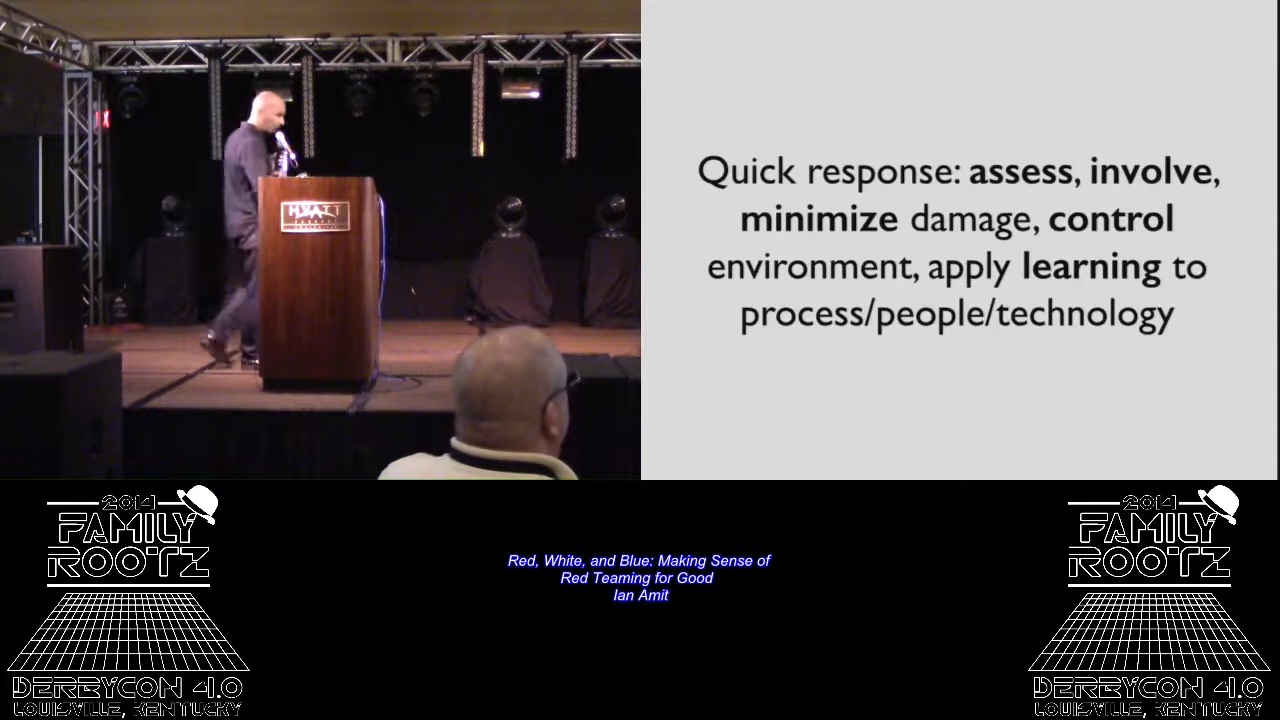 HYATT
Quick response: assess, involve,
minimize damage, control
environment, apply learning to
process/people/technology
2014
FAMILY
ROOTZ
DERBYCON 4.0
LOUISVILLE, KENTUCKY
Red, White, and Blue: Making Sense of
Red Teaming for Good
Ian Amit
2014
FAMILY
ROOTZ
DERBYCON 4.0
LOUISVILLE, KENTUCKY